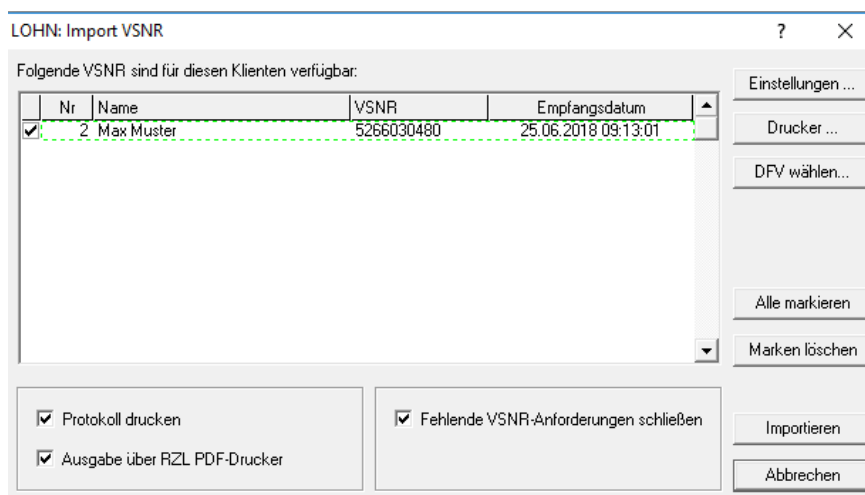 LOHN: Import VSNR
Folgende VSNR sind für diesen Klienten verfügbar:
Nr Name VSNR Empfangsdatum
2 Max Muster 5266030480 25.06.2018 09:13:01
Einstellungen ...
Drucker ...
DFV wählen...
Alle markieren
Marken löschen
Protokoll drucken
Ausgabe über RZL PDF-Drucker
Fehlende VSNR-Anforderungen schließen
Importieren
Abbrechen